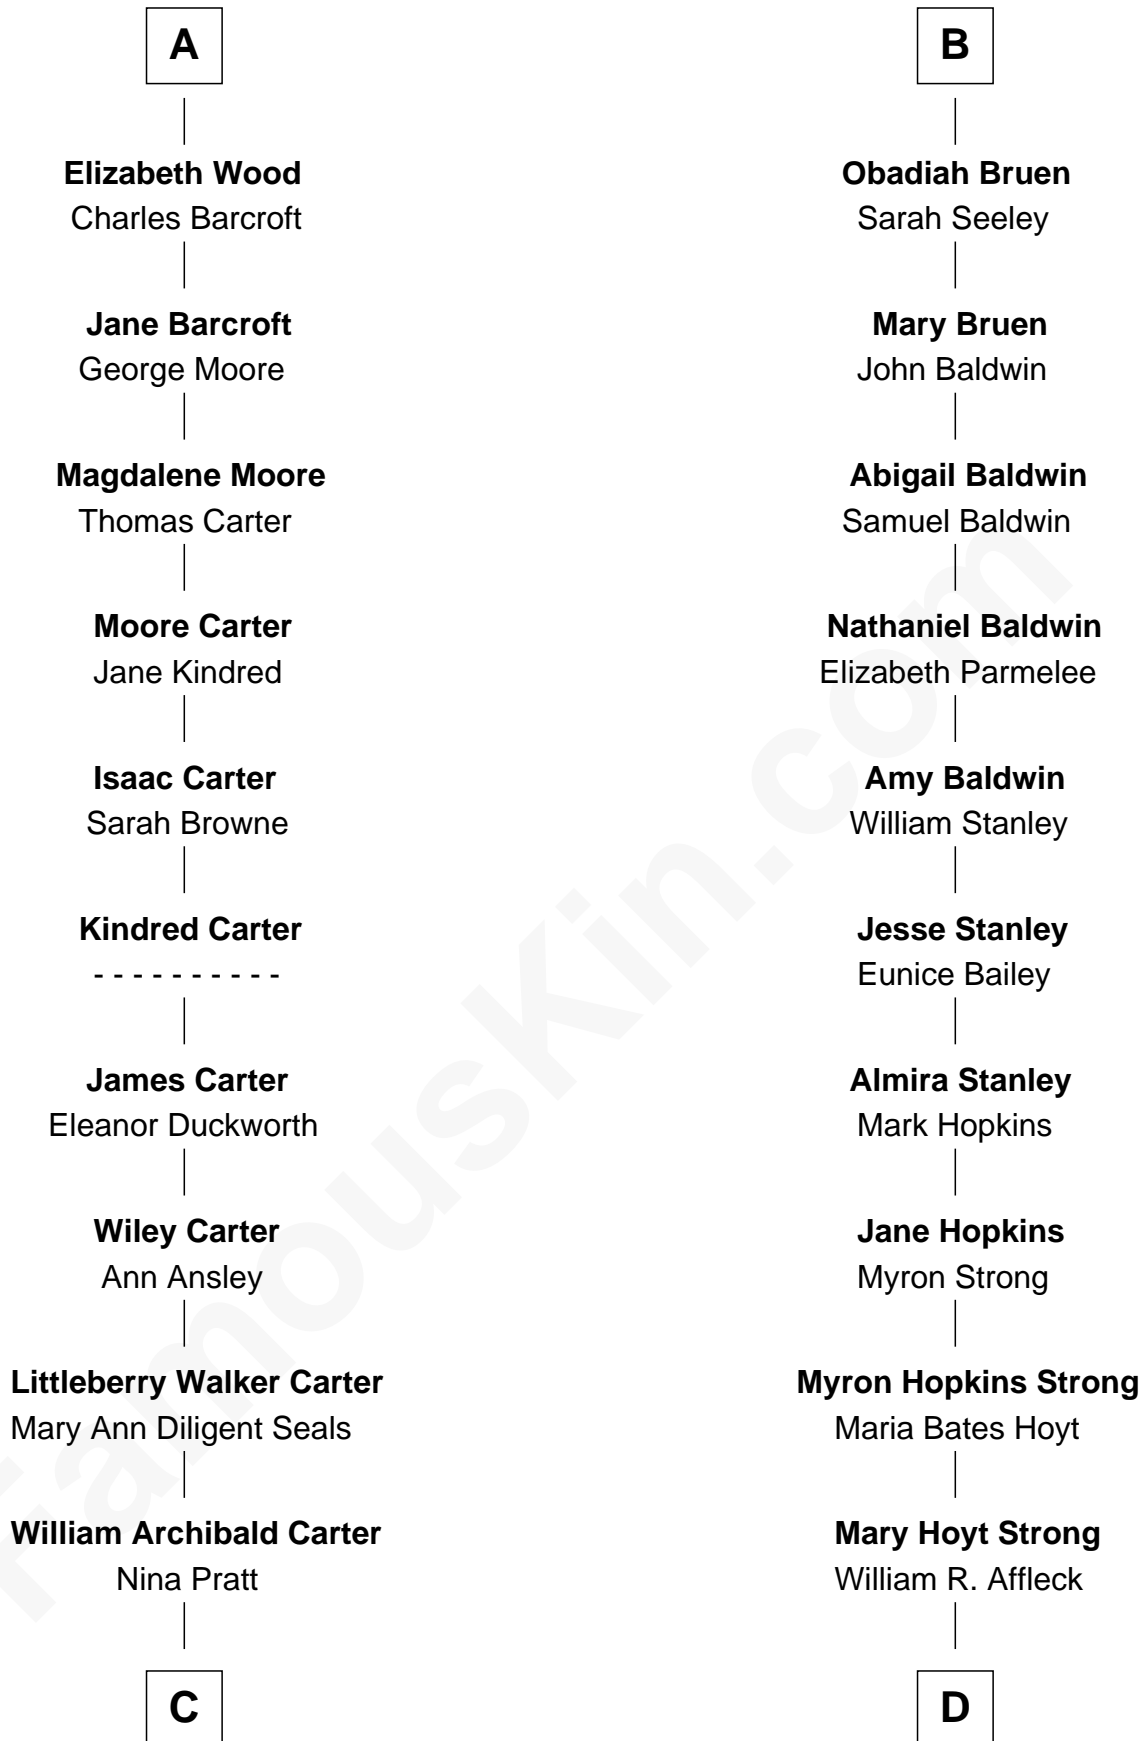 A
Elizabeth Wood
Charles Barcroft
Jane Barcroft
George Moore
Magdalene Moore
Thomas Carter
Moore Carter
Jane Kindred
Isaac Carter
Sarah Browne
Kindred Carter
- - - - - - - - - -
James Carter
Eleanor Duckworth
Wiley Carter
Ann Ansley
Littleberry Walker Carter
Mary Ann Diligent Seals
William Archibald Carter
Nina Pratt
C
B
Obadiah Bruen
Sarah Seeley
Mary Bruen
John Baldwin
Abigail Baldwin
Samuel Baldwin
Nathaniel Baldwin
Elizabeth Parmelee
Amy Baldwin
William Stanley
Jesse Stanley
Eunice Bailey
Almira Stanley
Mark Hopkins
Jane Hopkins
Myron Strong
Myron Hopkins Strong
Maria Bates Hoyt
Mary Hoyt Strong
William R. Affleck
D
FamousKin.com